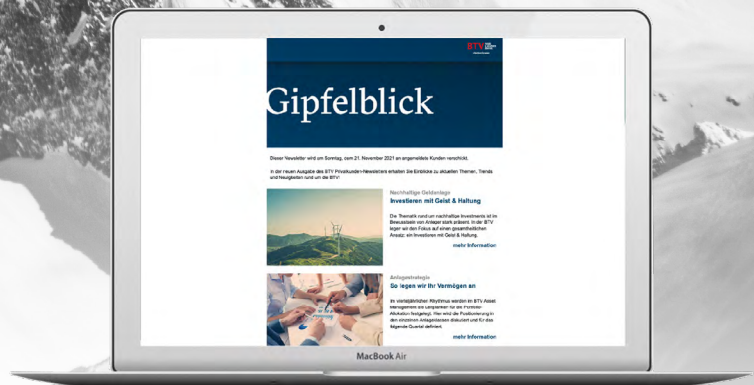 BTV
Gipfelblick
Dieser Newsletter wird am Sonntag, dem 21. November 2021 an angemeldete Kunden verschickt.
In der neuen Ausgabe des BTV Privatkunden-Newsletters erhalten Sie Einblicke zu aktuellen Themen, Trends
und Neuigkeiten rund um die BTV!
Nachhaltige Geldanlage
Investieren mit Geist & Haltung
Die Thematik rund um nachhaltige Investments ist im
Bewusstsein von Anleger stark präsent. In der BTV
legen wir den Fokus auf einen ganzheitlichen
Ansatz: ein Investieren mit Geist & Haltung.
mehr Information
Anlagestrategie
So legen wir Ihr Vermögen an
Im vierteljährlichen Rhythmus werden im BTV Asset
Management die Leitplanken für die Portfolio-
Allokation festgelegt. Hier wird die Positionierung in
den einzelnen Anlageklassen diskutiert und für das
folgende Quartal definiert.
mehr Information
MacBook Air